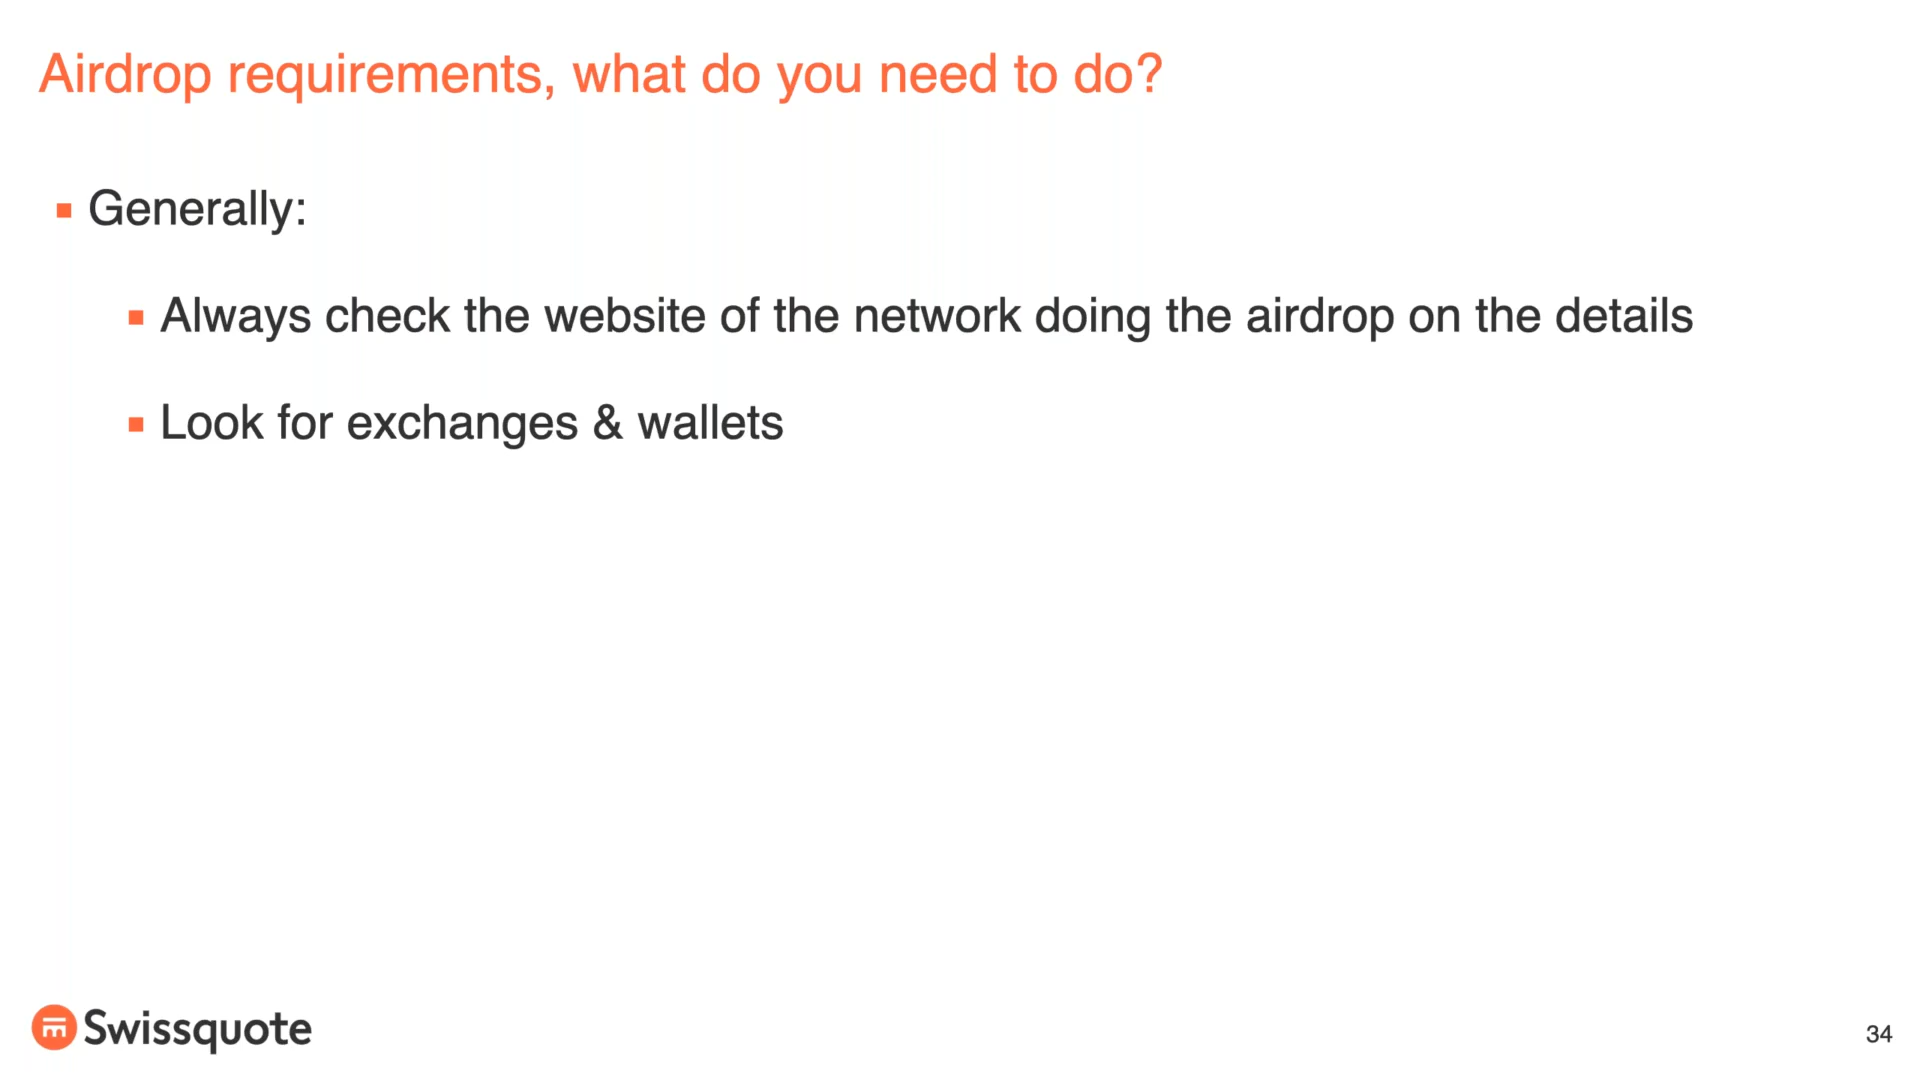 Airdrop requirements, what do you need to do?
Generally:
Always check the website of the network doing the airdrop on the details
Look for exchanges & wallets
Swissquote
34